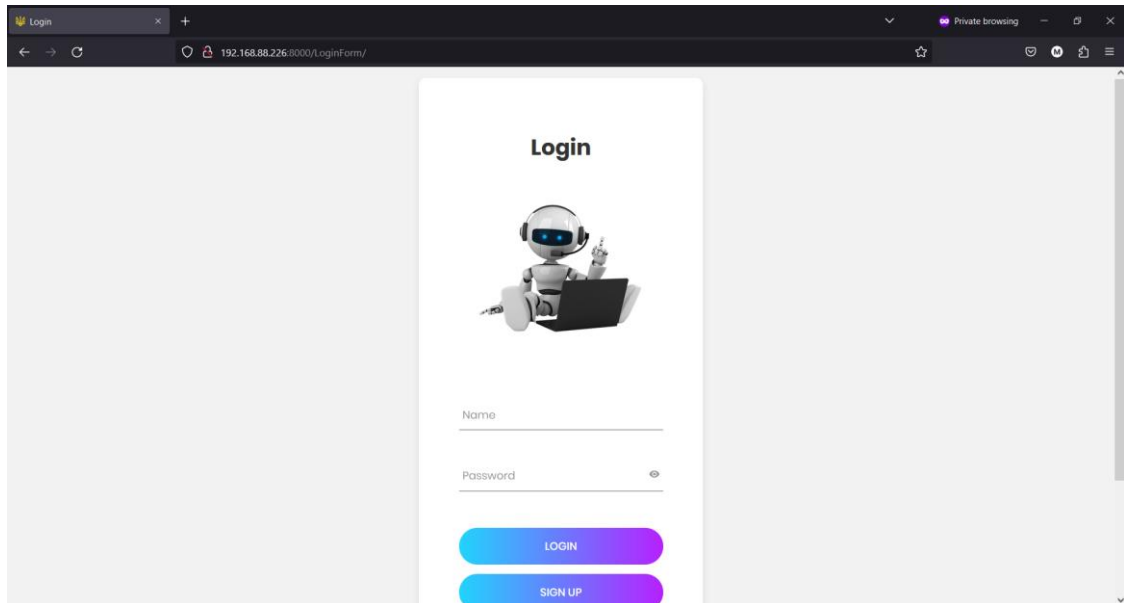 Login
Private browsing
192.168.88.226:8000/LoginForm/
M
Login
Name
Password
LOGIN
SIGN UP